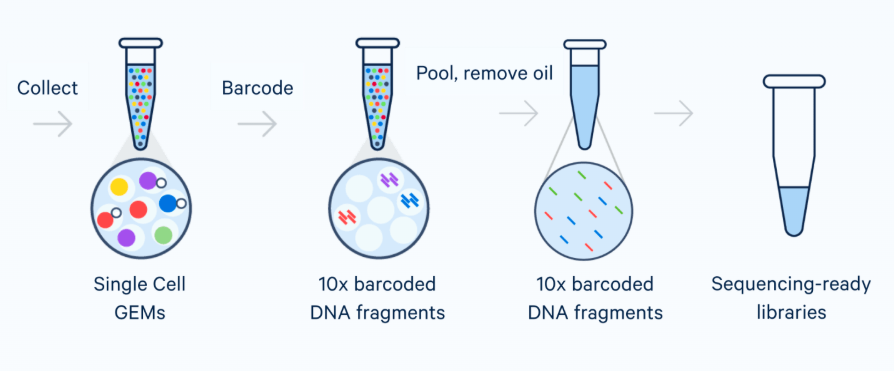 Collect
Barcode
Pool, remove oil
Single Cell
GEMs
10x barcoded
DNA fragments
10x barcoded
DNA fragments
Sequencing-ready
libraries